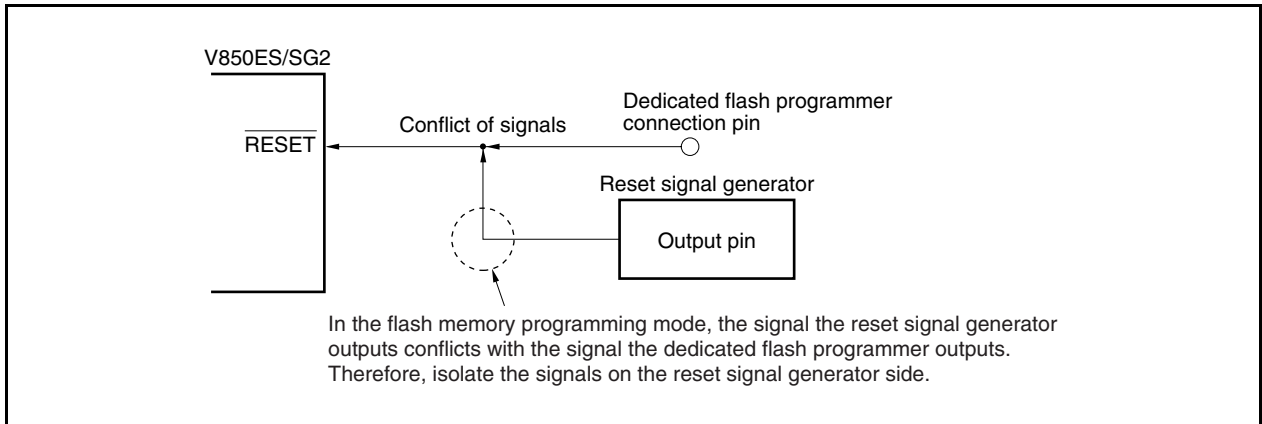 V850ES/SG2
RESET
Conflict of signals
Dedicated flash programmer
connection pin
Reset signal generator
Output pin
In the flash memory programming mode, the signal the reset signal generator
outputs conflicts with the signal the dedicated flash programmer outputs.
Therefore, isolate the signals on the reset signal generator side.